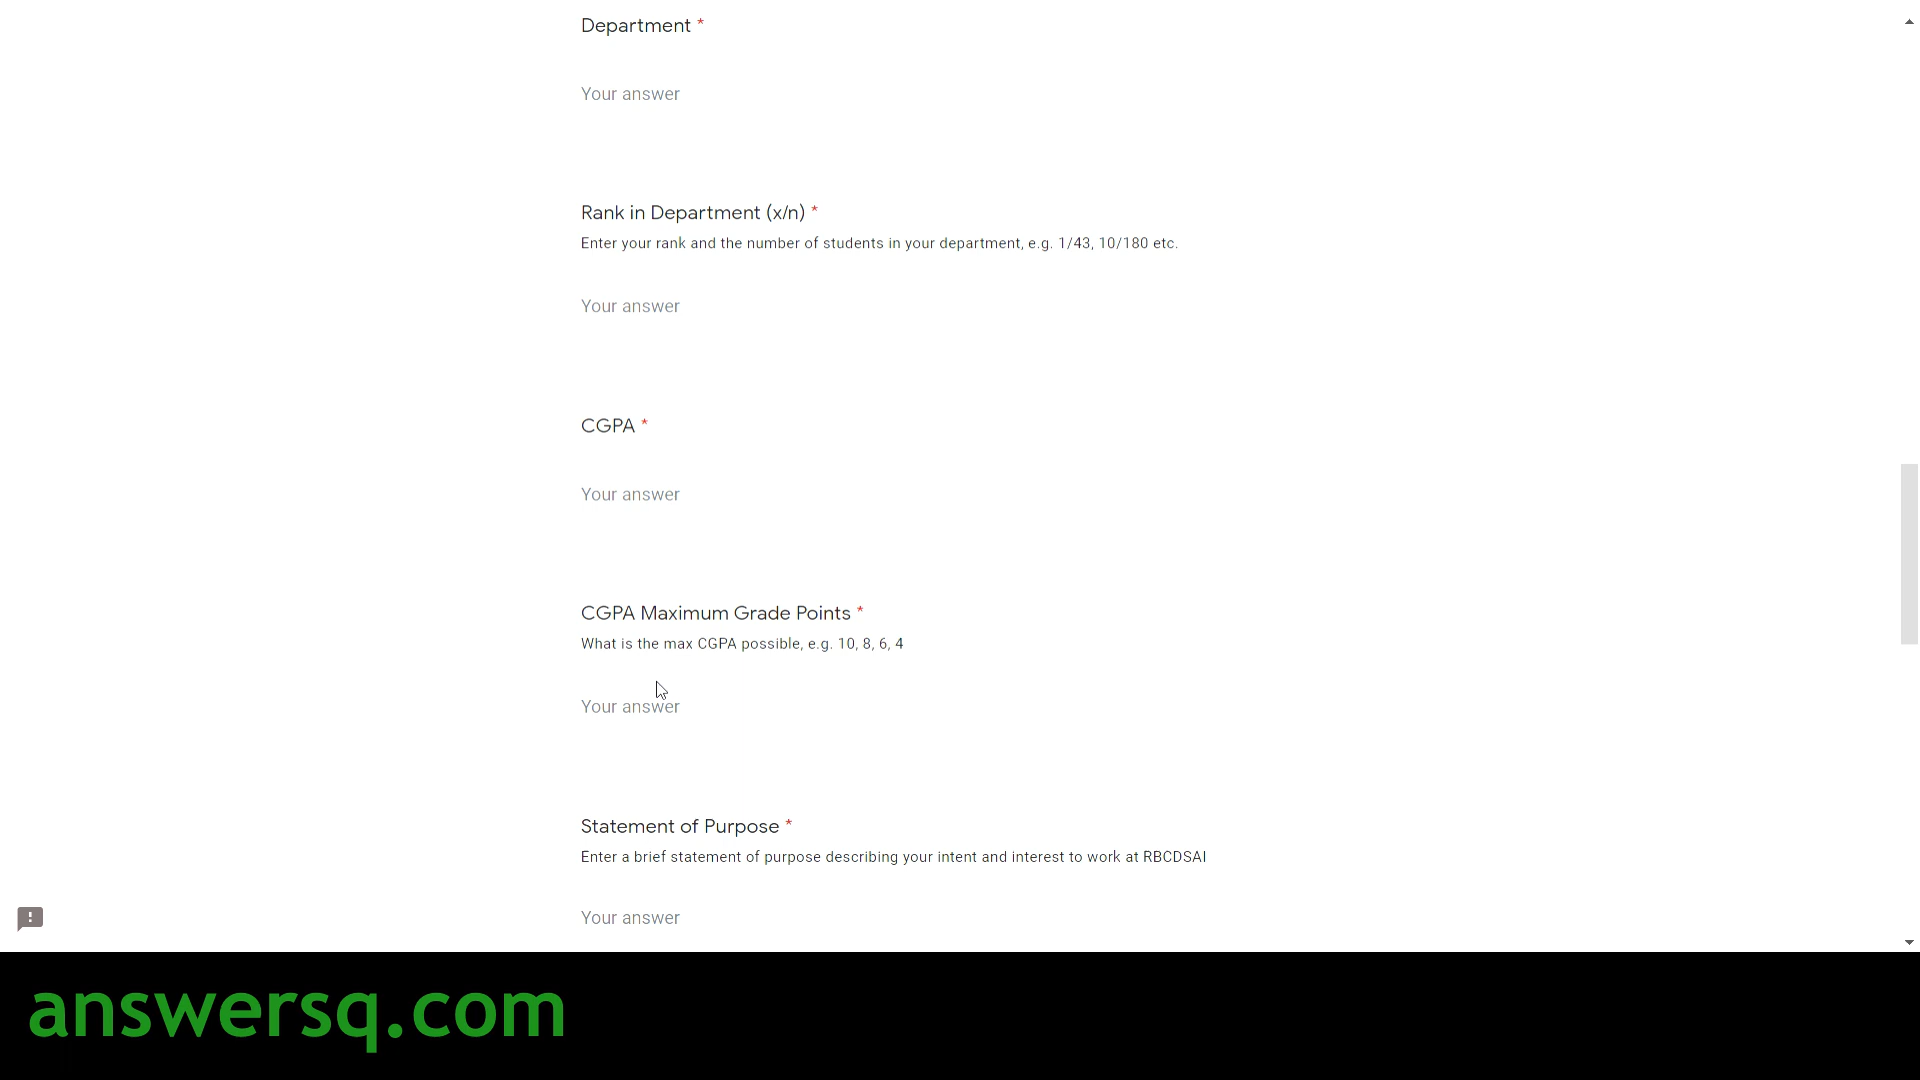 Department *
Your answer
Rank in Department (x/n) *
Enter your rank and the number of students in your department, e.g. 1/43, 10/180 etc.
Your answer
CGPA *
Your answer
CGPA Maximum Grade Points *
What is the max CGPA possible, e.g. 10, 8, 6, 4
Your answer
Statement of Purpose *
Enter a brief statement of purpose describing your intent and interest to work at RBCDSAI
Your answer
answersq.com